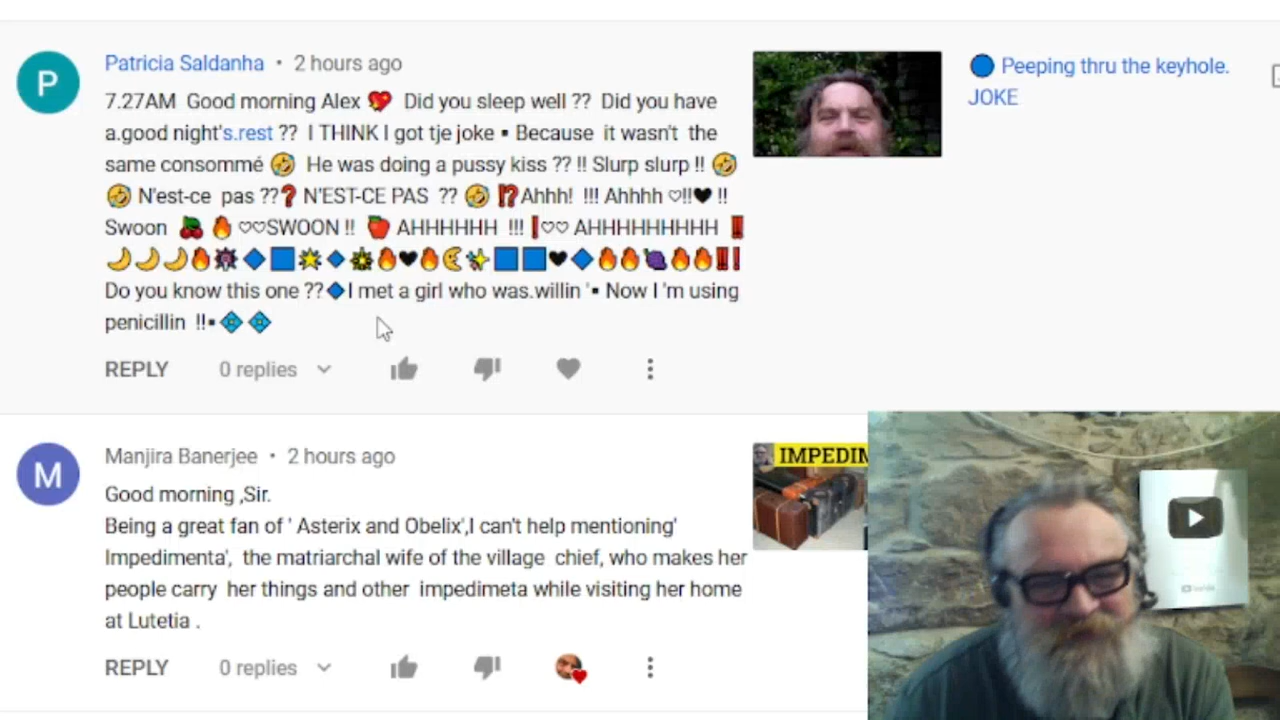 P
Patricia Saldanha • 2 hours ago
7.27AM Good morning Alex 💖 Did you sleep well ?? Did you have
a.good night's.rest ?? I THINK I got tje joke ▪ Because it wasn't the
same consommé 🤣 He was doing a pussy kiss ?? !! Slurp slurp !! 🤣
🤣 N'est-ce pas ??❓ N'EST-CE PAS ?? 🤣 ⁉Ahhh! !!! Ahhhh ♡!!♥ !!
Swoon 🍒 🔥 ♡♡SWOON !! 🍎 AHHHHHH !!! ❗♡♡ AHHHHHHHHH ‼
Do you know this one ??🔷I met a girl who was.willin '▪ Now I 'm using
penicillin !!▪💠 💠
REPLY 0 replies
Peeping thru the keyhole.
JOKE
M
Manjira Banerjee • 2 hours ago
Good morning ,Sir.
Being a great fan of ' Asterix and Obelix',I can't help mentioning'
Impedimenta', the matriarchal wife of the village chief, who makes her
people carry her things and other impedimeta while visiting her home
at Lutetia .
REPLY 0 replies
IMPEDIM